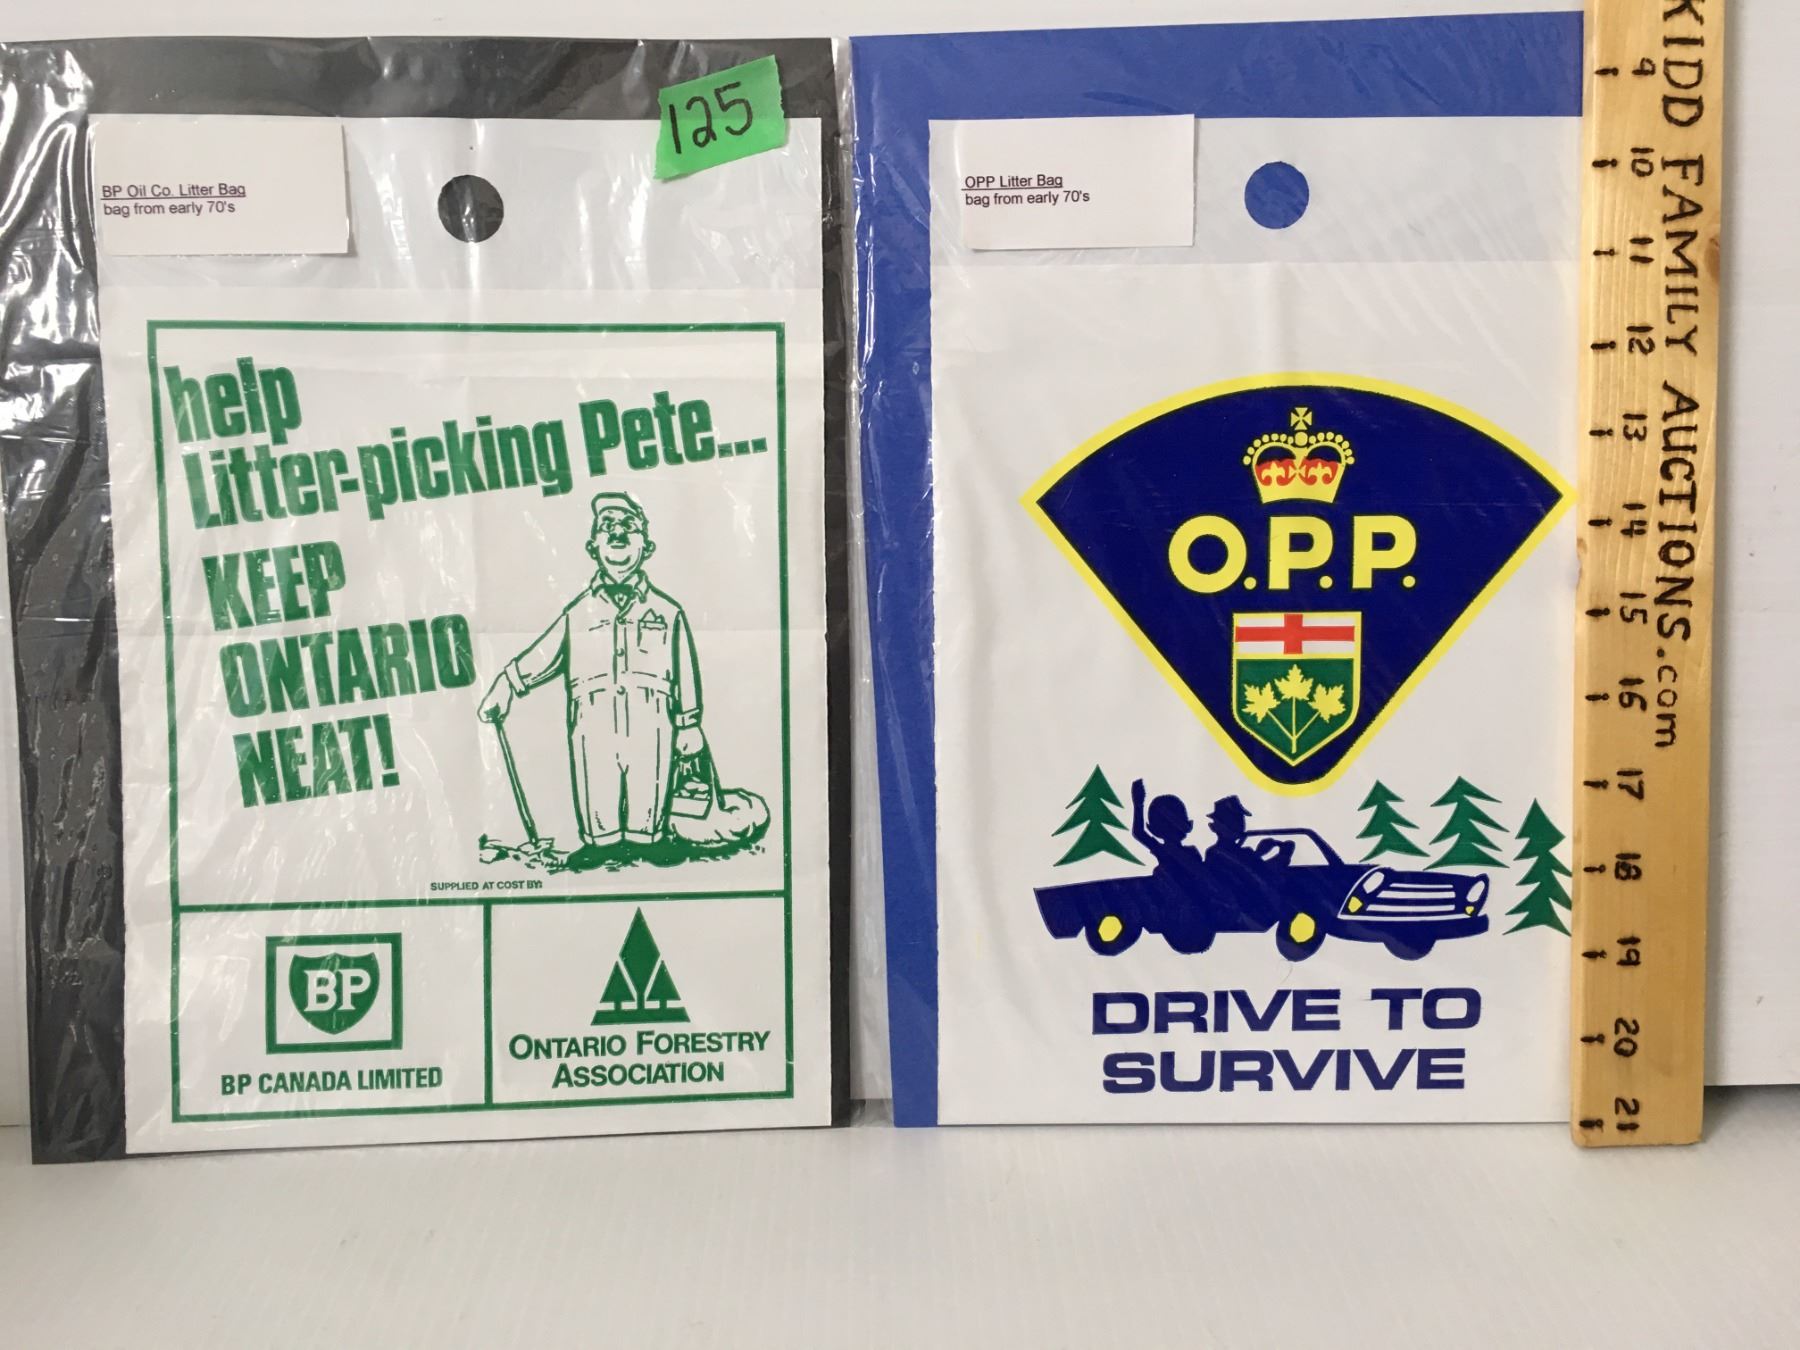 125
BP Oil Co. Litter Bag
bag from early 70's
help
Litter-picking Pete...
KEEP
ONTARIO
NEAT!
SUPPLIED AT COST BY:
BP
BP CANADA LIMITED
ONTARIO FORESTRY
ASSOCIATION
OPP Litter Bag
bag from early 70's
O.P.P.
DRIVE TO
SURVIVE
KIDD FAMILY AUCTIONS.com
9
10
11
12
13
14
15
16
17
18
19
20
21